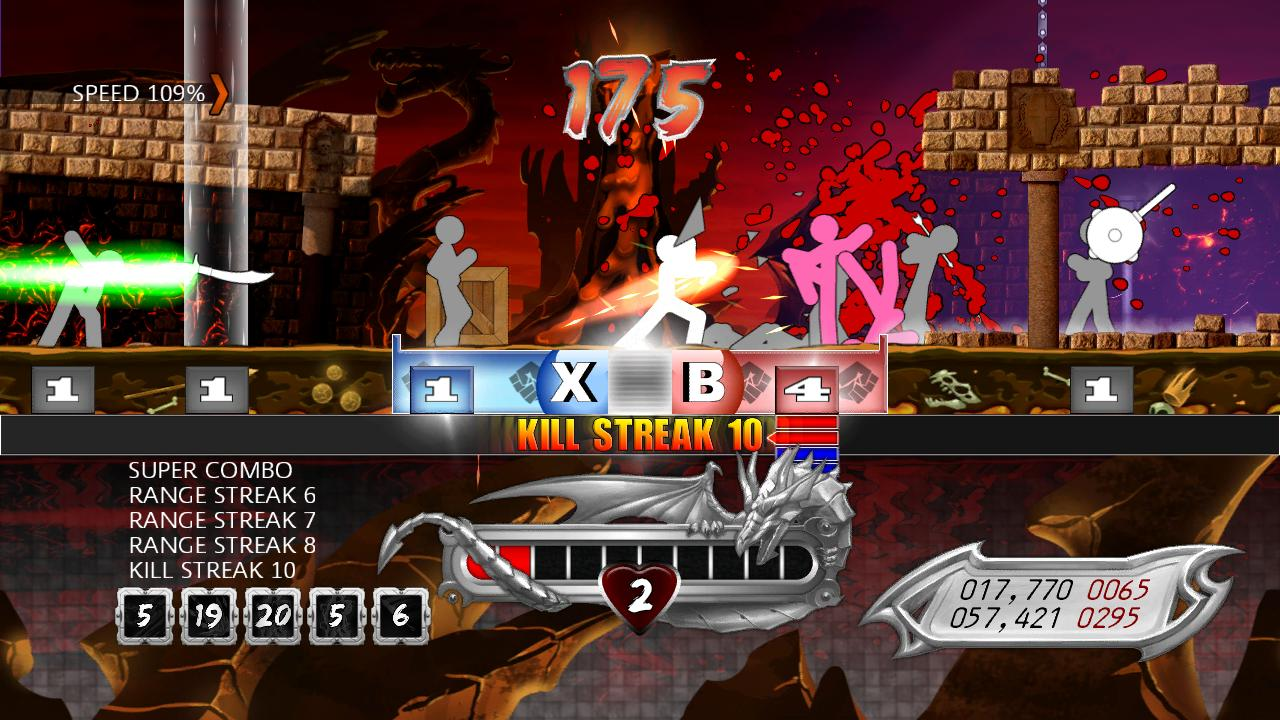 175
SPEED 109%
1 1 1 X B 4 1
KILL STREAK 10
SUPER COMBO
RANGE STREAK 6
RANGE STREAK 7
RANGE STREAK 8
KILL STREAK 10
5 19 20 5 6
2
017,770 0065
057,421 0295